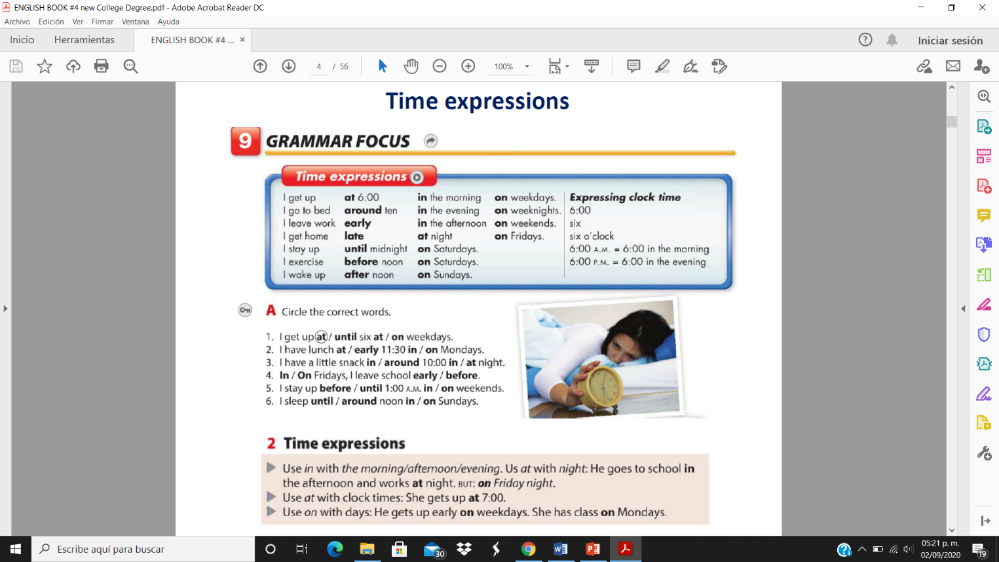 ENGLISH BOOK #4 new College Degree.pdf - Adobe Acrobat Reader DC
Archivo Edición Ver Firmar Ventana Ayuda
Inicio Herramientas ENGLISH BOOK #4 ... × Iniciar sesión
4 / 56 100%
Time expressions
9 GRAMMAR FOCUS
Time expressions
I get up at 6:00 in the morning on weekdays. Expressing clock time
I go to bed around ten in the evening on weeknights. 6:00
I leave work early in the afternoon on weekends. six
I get home late at night on Fridays. six o'clock
I stay up until midnight on Saturdays. 6:00 A.M. = 6:00 in the morning
I exercise before noon on Saturdays. 6:00 P.M. = 6:00 in the evening
I wake up after noon on Sundays.
A Circle the correct words.
1. I get up at / until six at / on weekdays.
2. I have lunch at / early 11:30 in / on Mondays.
3. I have a little snack in / around 10:00 in / at night.
4. In / On Fridays, I leave school early / before.
5. I stay up before / until 1:00 A.M. in / on weekends.
6. I sleep until / around noon in / on Sundays.
2 Time expressions
Use in with the morning/afternoon/evening. Us at with night: He goes to school in
the afternoon and works at night. BUT: on Friday night.
Use at with clock times: She gets up at 7:00.
Use on with days: He gets up early on weekdays. She has class on Mondays.
Escribe aquí para buscar 30 05:21 p. m.
02/09/2020 19